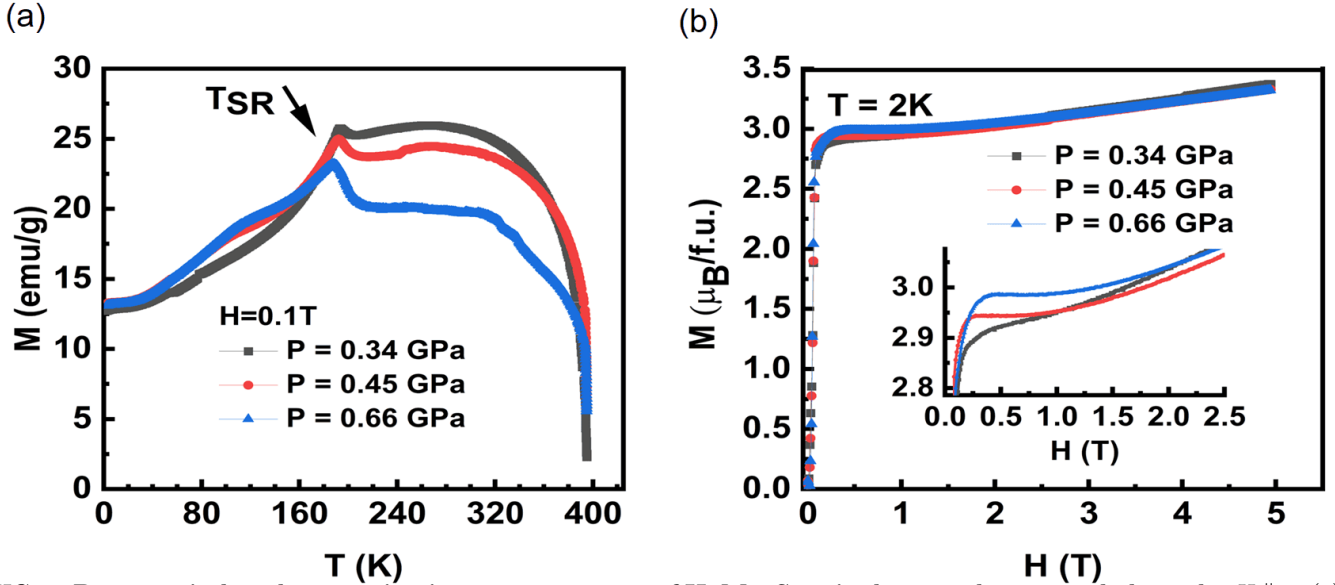 (a)
30
25
20
15
10
5
0
M (emu/g)
TSR
H=0.1T
P = 0.34 GPa
P = 0.45 GPa
P = 0.66 GPa
0 80 160 240 320 400
T (K)
(b)
3.5
3.0
2.5
2.0
1.5
1.0
0.5
0.0
M (μB/f.u.)
T = 2K
P = 0.34 GPa
P = 0.45 GPa
P = 0.66 GPa
3.0
2.9
2.8
0.0 0.5 1.0 1.5 2.0 2.5
H (T)
0 1 2 3 4 5
H (T)